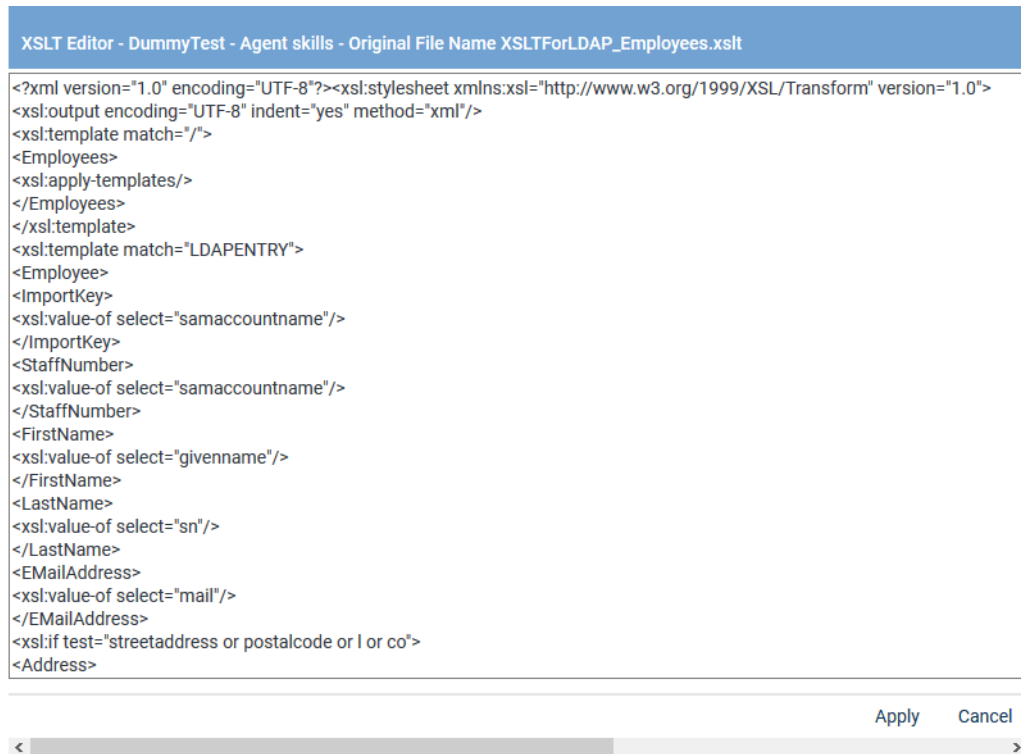 XSLT Editor - DummyTest - Agent skills - Original File Name XSLTForLDAP_Employees.xslt
<?xml version="1.0" encoding="UTF-8"?><xsl:stylesheet xmlns:xsl="http://www.w3.org/1999/XSL/Transform" version="1.0">
<xsl:output encoding="UTF-8" indent="yes" method="xml"/>
<xsl:template match="/">
<Employees>
<xsl:apply-templates/>
</Employees>
</xsl:template>
<xsl:template match="LDAPENTRY">
<Employee>
<ImportKey>
<xsl:value-of select="samaccountname"/>
</ImportKey>
<StaffNumber>
<xsl:value-of select="samaccountname"/>
</StaffNumber>
<FirstName>
<xsl:value-of select="givenname"/>
</FirstName>
<LastName>
<xsl:value-of select="sn"/>
</LastName>
<EMailAddress>
<xsl:value-of select="mail"/>
</EMailAddress>
<xsl:if test="streetaddress or postalcode or l or co">
<Address>
Apply Cancel